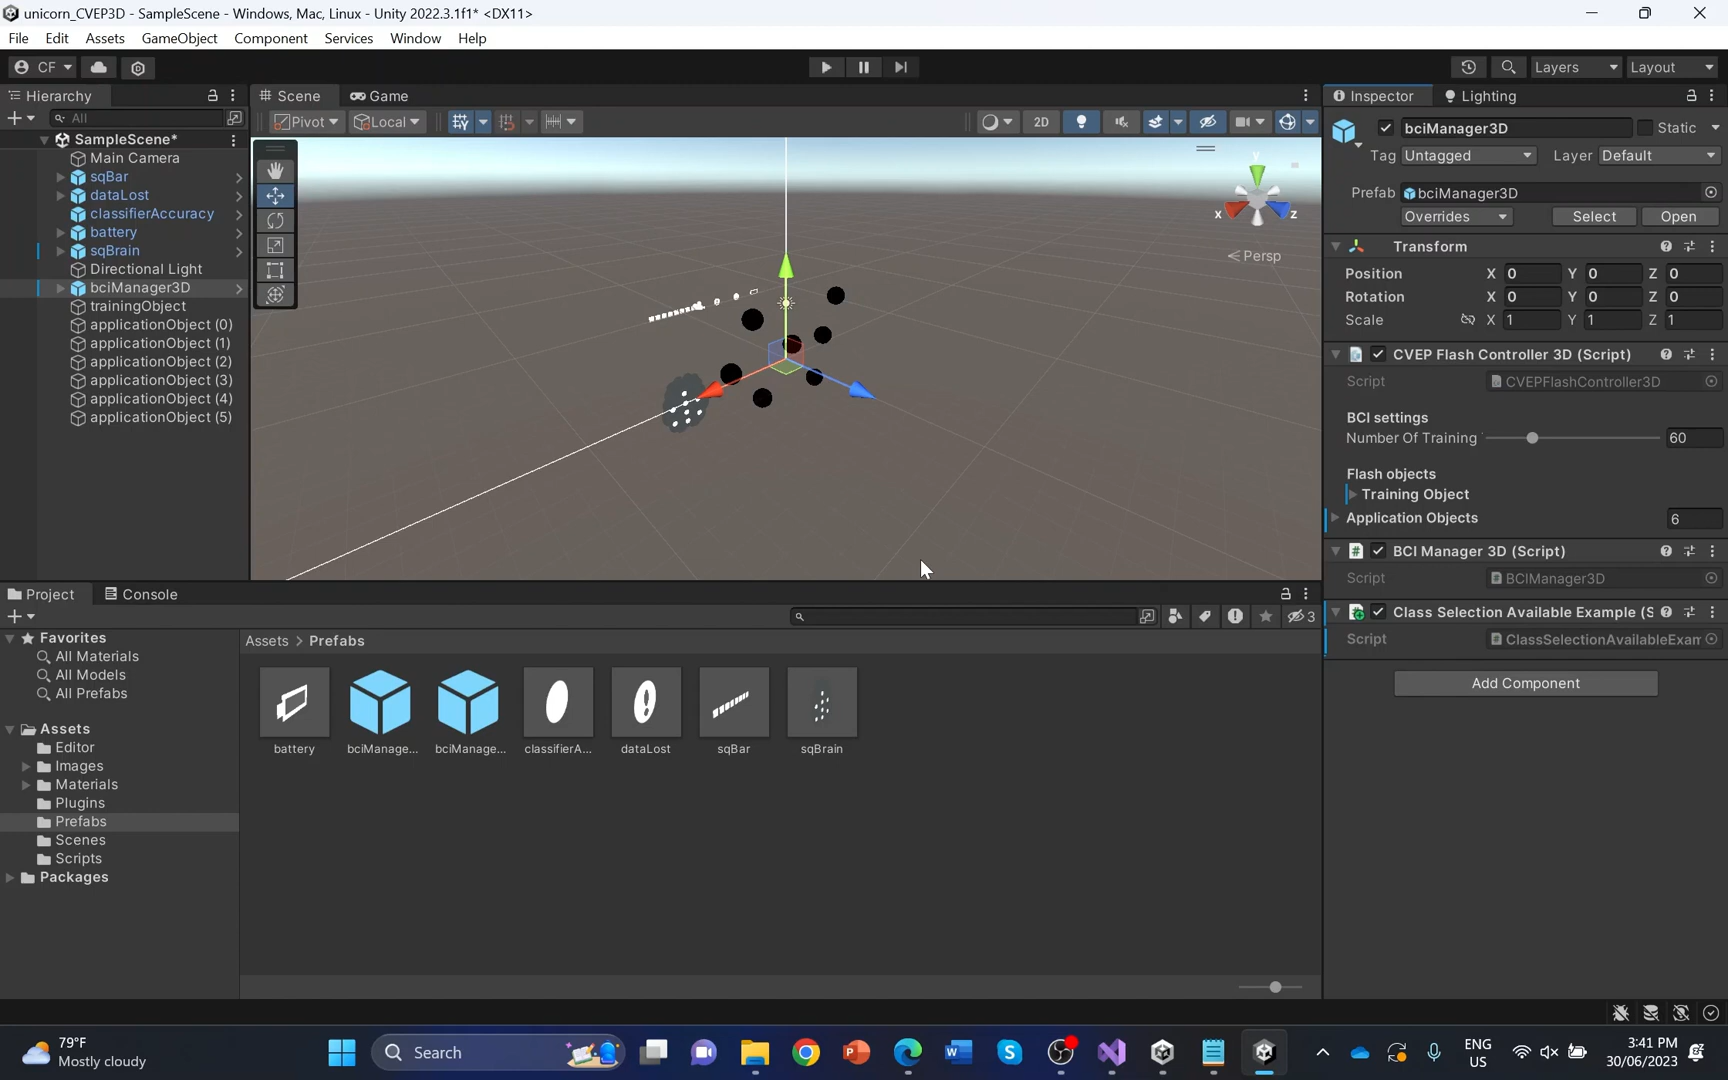 unicorn_CVEP3D - SampleScene - Windows, Mac, Linux - Unity 2022.3.1f1* <DX11>
File Edit Assets GameObject Component Services Window Help
CF Layers Layout
Hierarchy Scene Game Inspector Lighting
All Pivot Local 2D
bciManager3D Static
Tag Untagged Layer Default
Prefab bciManager3D
Overrides Select Open
SampleScene*
Main Camera
sqBar
dataLost
classifierAccuracy
battery
sqBrain
Directional Light
bciManager3D
trainingObject
applicationObject (0)
applicationObject (1)
applicationObject (2)
applicationObject (3)
applicationObject (4)
applicationObject (5)
y
x z
< Persp
Transform
Position X 0 Y 0 Z 0
Rotation X 0 Y 0 Z 0
Scale X 1 Y 1 Z 1
CVEP Flash Controller 3D (Script)
Script CVEPFlashController3D
BCI settings
Number Of Training 60
Flash objects
Training Object
Application Objects 6
BCI Manager 3D (Script)
Script BCIManager3D
Class Selection Available Example (S
Script ClassSelectionAvailableExam
Add Component
Project Console
3
Favorites
All Materials
All Models
All Prefabs
Assets
Editor
Images
Materials
Plugins
Prefabs
Scenes
Scripts
Packages
Assets > Prefabs
battery bciManage... bciManage... classifierA... dataLost sqBar sqBrain
79°F
Mostly cloudy
Search
ENG
US
3:41 PM
30/06/2023